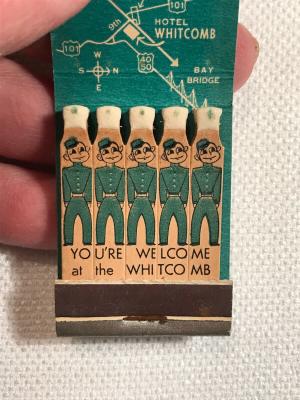 101
9th
HOTEL
WHITCOMB
101
W
S N
E
40
50
BAY
BRIDGE
YOU'RE WELCOME
at the WHITCOMB